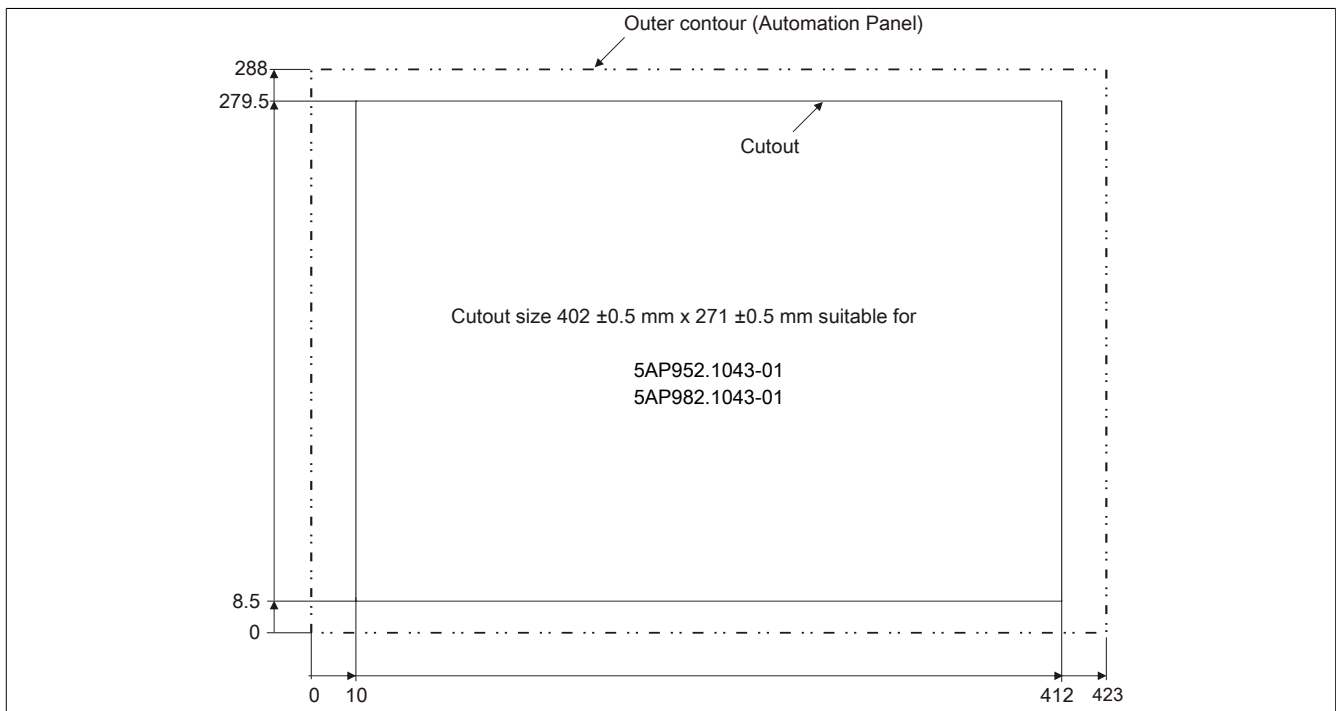 Outer contour (Automation Panel)
288
279.5
Cutout
Cutout size 402 ±0.5 mm x 271 ±0.5 mm suitable for
5AP952.1043-01
5AP982.1043-01
8.5
0
0 10 412 423